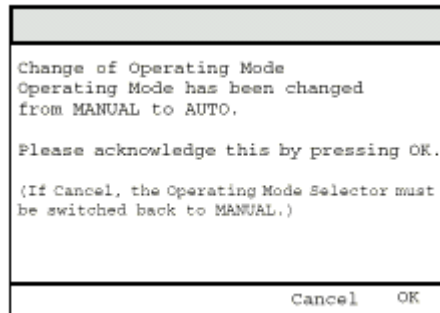 Change of Operating Mode
Operating Mode has been changed
from MANUAL to AUTO.
Please acknowledge this by pressing OK.
(If Cancel, the Operating Mode Selector must
be switched back to MANUAL.)
Cancel OK